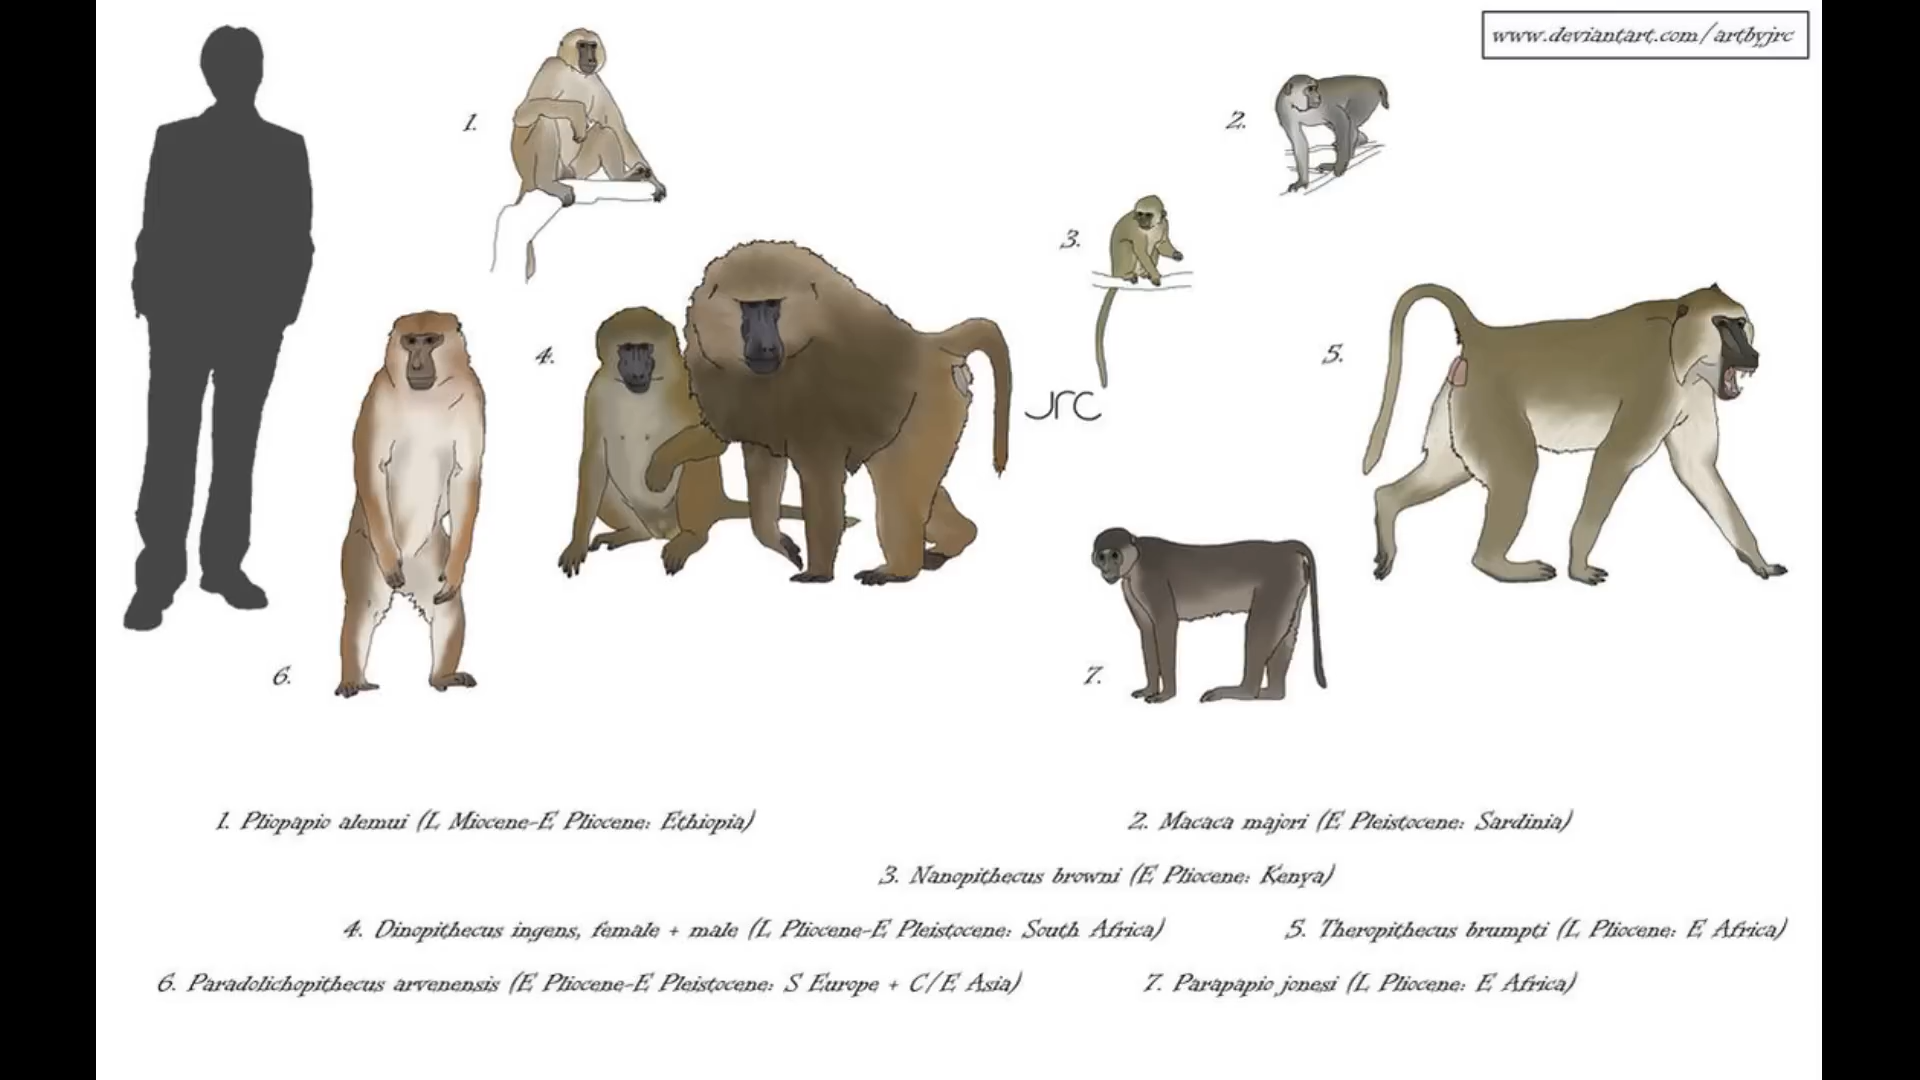 www.deviantart.com/artbyjrc
1.
2.
3.
4.
5.
JRC
6.
7.
1. Pliopapio alemui (L Miocene-E Pliocene: Ethiopia)
2. Macaca majori (E Pleistocene: Sardinia)
3. Nanopithecus browni (E Pliocene: Kenya)
4. Dinopithecus ingens, female + male (L Pliocene-E Pleistocene: South Africa)
5. Theropithecus brumpti (L Pliocene: E Africa)
6. Paradolichopithecus arvenensis (E Pliocene-E Pleistocene: S Europe + C/E Asia)
7. Parapapio jonesi (L Pliocene: E Africa)